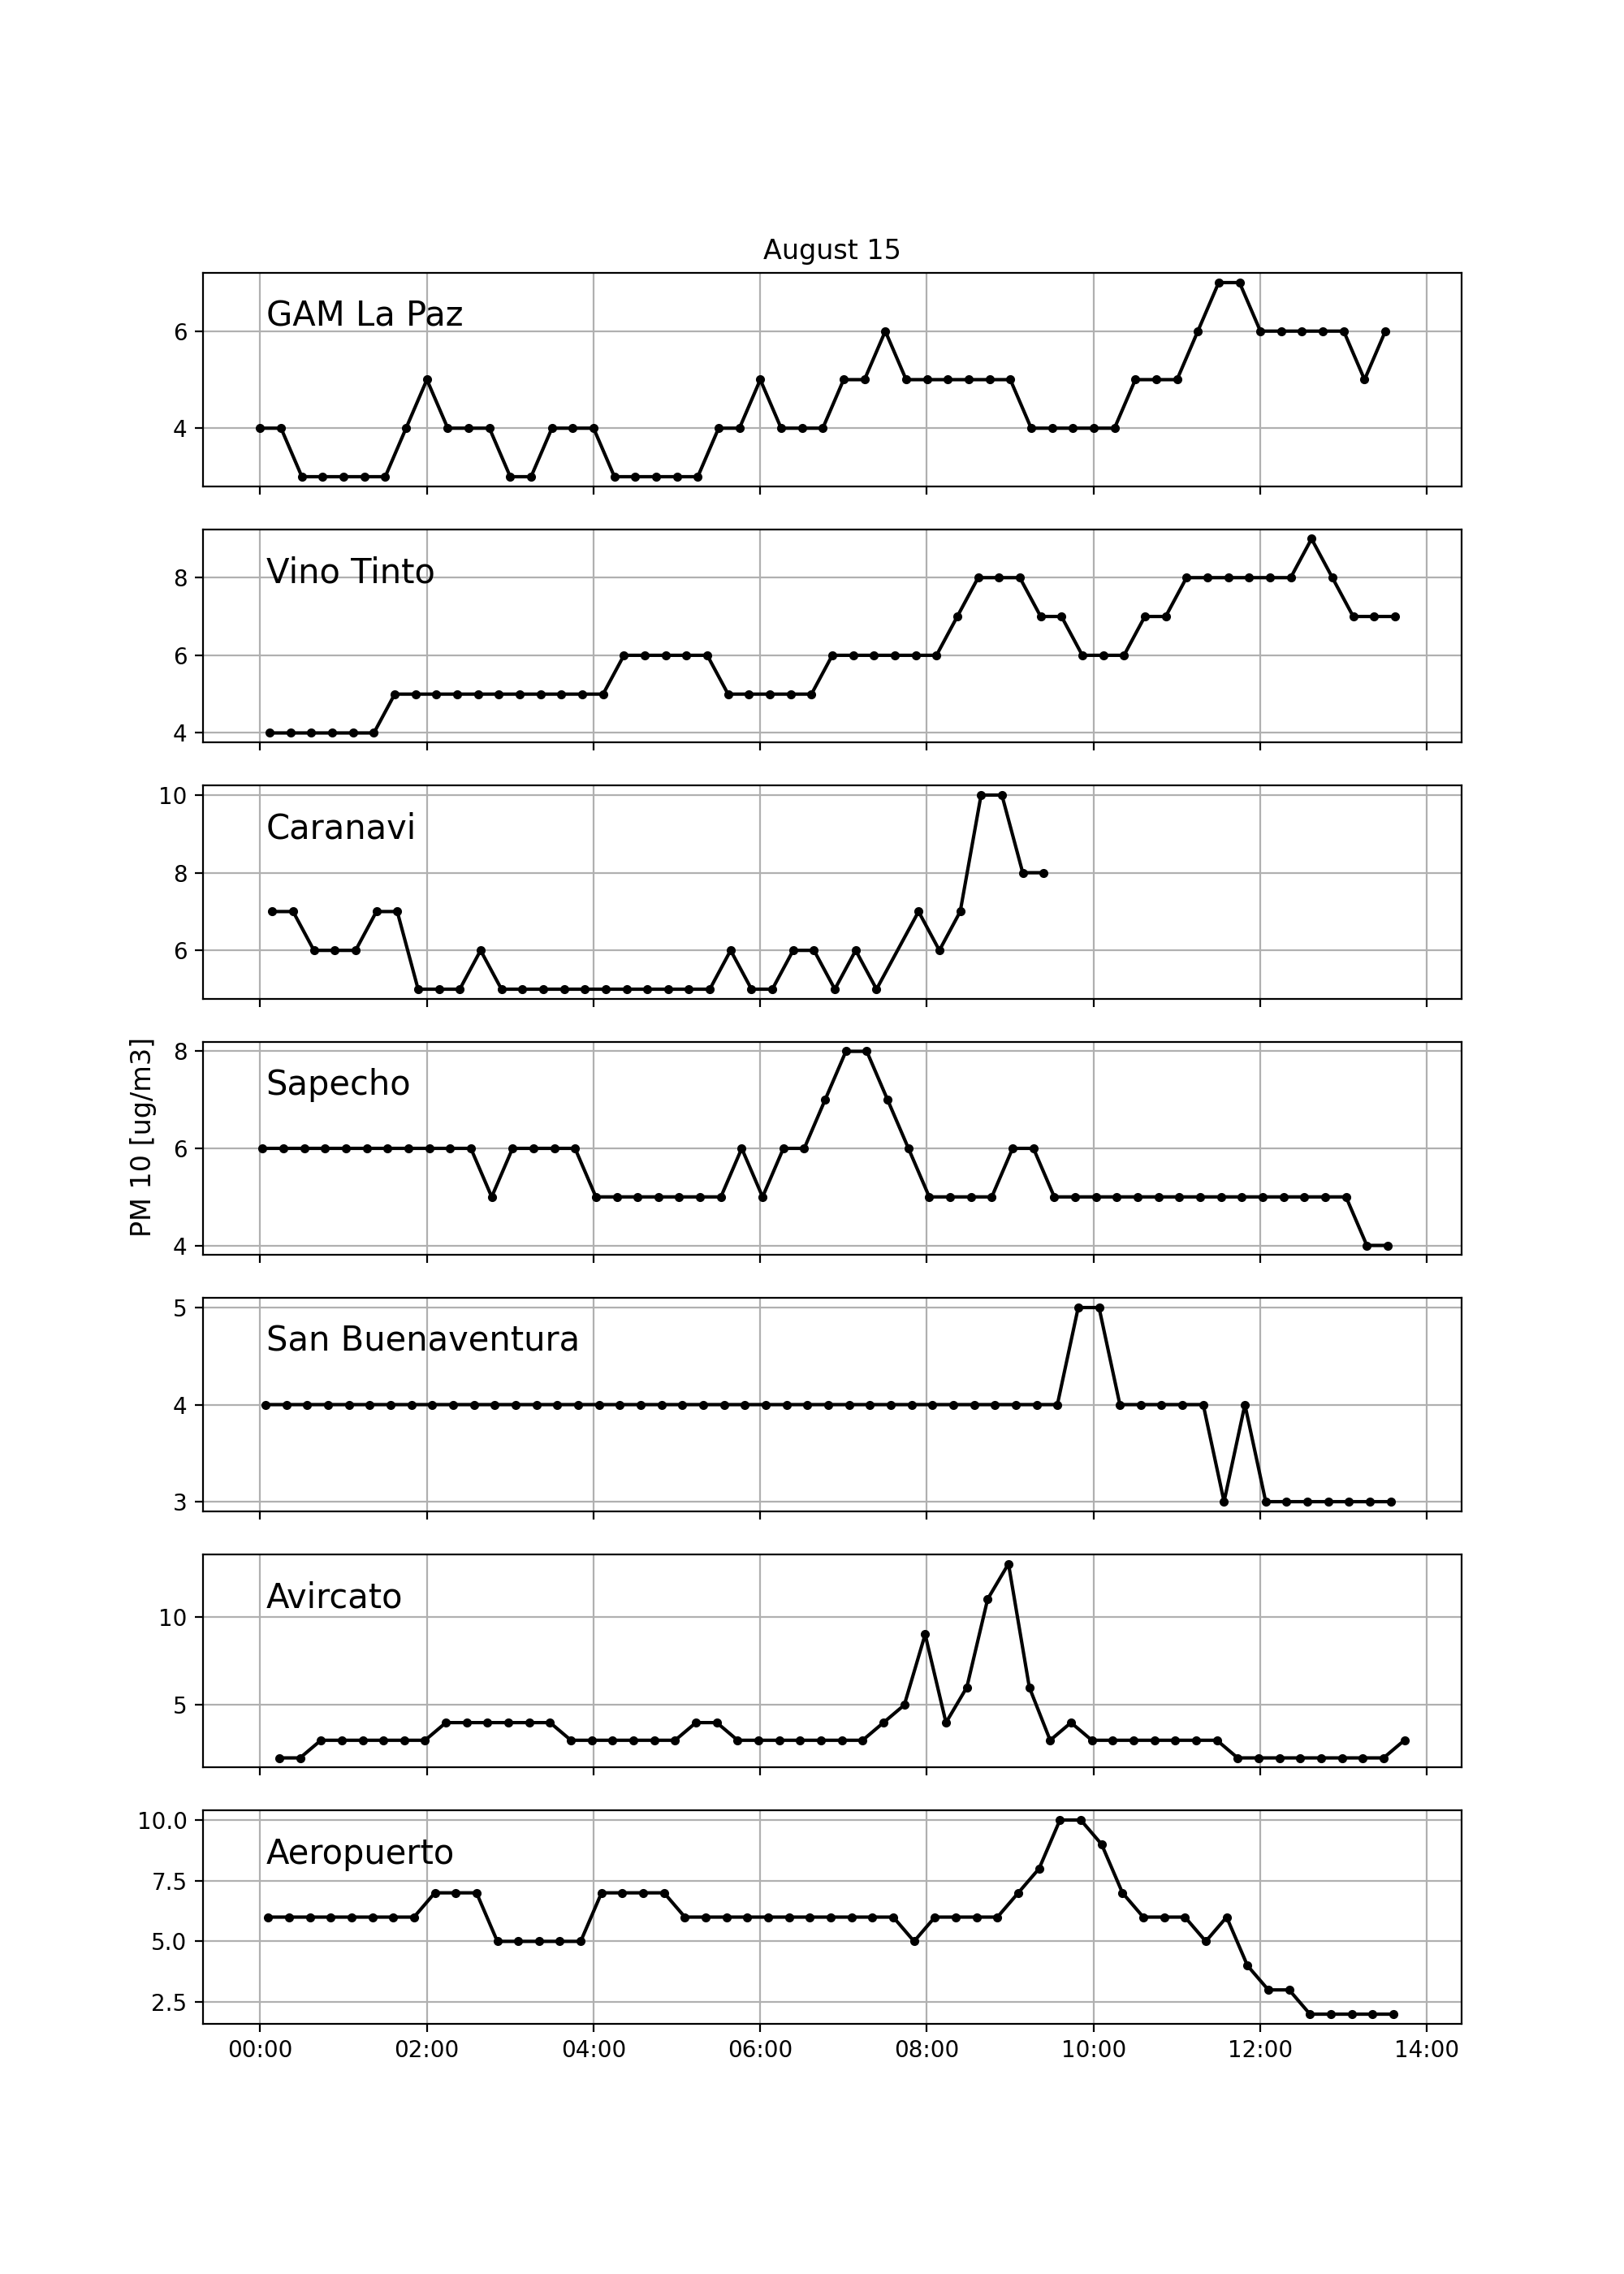 August 15
GAM La Paz
6
4
Vino Tinto
8
6
4
Caranavi
10
8
6
PM 10 [ug/m3]
Sapecho
8
6
4
San Buenaventura
5
4
3
Avircato
10
5
Aeropuerto
10.0
7.5
5.0
2.5
00:00 02:00 04:00 06:00 08:00 10:00 12:00 14:00